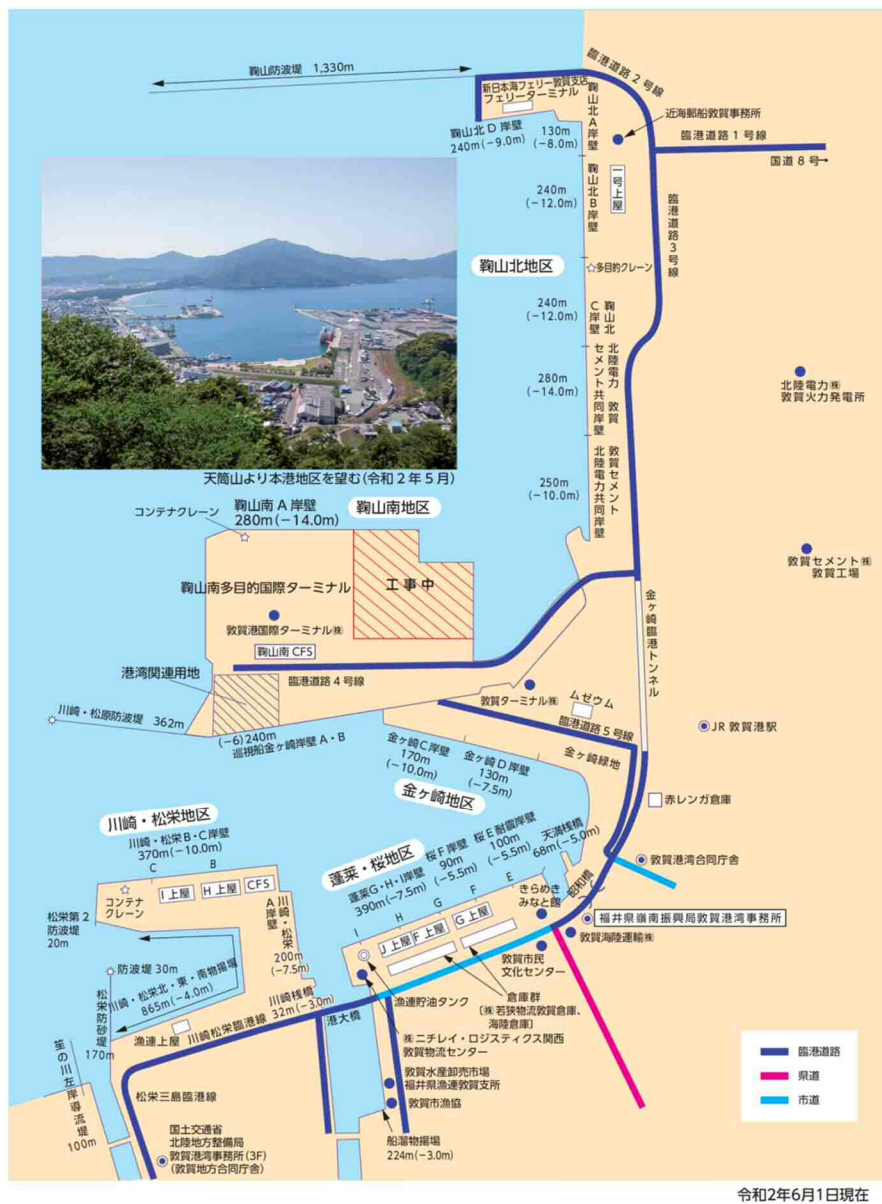 鞠山防波堤 1,330m
臨港道路2号線
新日本海フェリー敦賀支店
フェリーターミナル
鞠山北D岸壁
240m(−9.0m)
130m
(−8.0m)
鞠山北A岸壁
近海郵船敦賀事務所
臨港道路1号線
国道8号→
240m
(−12.0m)
鞠山北B岸壁
一号上屋
臨港道路3号線
鞠山北地区
多目的クレーン
240m
(−12.0m)
鞠山北
C岸壁
280m
(−14.0m)
北陸電力 敦賀
セメント共同岸壁
北陸電力㈱
敦賀火力発電所
250m
(−10.0m)
敦賀セメント
北陸電力共同岸壁
天筒山より本港地区を望む(令和2年5月)
コンテナクレーン
鞠山南A岸壁
280m(−14.0m)
鞠山南地区
敦賀セメント㈱
敦賀工場
鞠山南多目的国際ターミナル
工事中
敦賀港国際ターミナル㈱
鞠山南CFS
金ヶ崎臨港トンネル
港湾関連用地
臨港道路4号線
敦賀ターミナル㈱
ムゼウム
川崎・松原防波堤 362m
臨港道路5号線
JR敦賀港駅
(−6)240m
巡視船金ヶ崎岸壁A・B
金ヶ崎C岸壁
170m
(−10.0m)
金ヶ崎D岸壁
130m
(−7.5m)
金ヶ崎緑地
金ヶ崎地区
赤レンガ倉庫
川崎・松栄地区
川崎・松栄B・C岸壁
370m(−10.0m)
C
B
蓬莱・桜地区
蓬莱G・H・I岸壁
390m(−7.5m)
桜F岸壁
90m
(−5.5m)
桜E耐震岸壁
100m
(−5.5m)
天満桟橋
68m(−5.0m)
敦賀港湾合同庁舎
コンテナ
クレーン
I上屋
H上屋
CFS
川崎・松栄
A岸壁
200m
(−7.5m)
I
H
G
F
E
J上屋
F上屋
G上屋
きらめき
みなと館
昭和橋
福井県嶺南振興局敦賀港湾事務所
敦賀海陸運輸㈱
松栄第2
防波堤
20m
防波堤30m
川崎・松栄北・東・南物揚場
865m(−4.0m)
敦賀市民
文化センター
倉庫群
〔㈱若狭物流敦賀倉庫、
海陸倉庫〕
漁連貯油タンク
松栄防砂堤
170m
漁連上屋
川崎松栄臨港線
川崎桟橋
32m(−3.0m)
港大橋
㈱ニチレイ・ロジスティクス関西
敦賀物流センター
笙の川左岸導流堤
100m
松栄三島臨港線
敦賀水産卸売市場
福井県漁連敦賀支所
敦賀市漁協
国土交通省
北陸地方整備局
敦賀港湾事務所(3F)
(敦賀地方合同庁舎)
船溜物揚場
224m(−3.0m)
臨港道路
県道
市道
令和2年6月1日現在